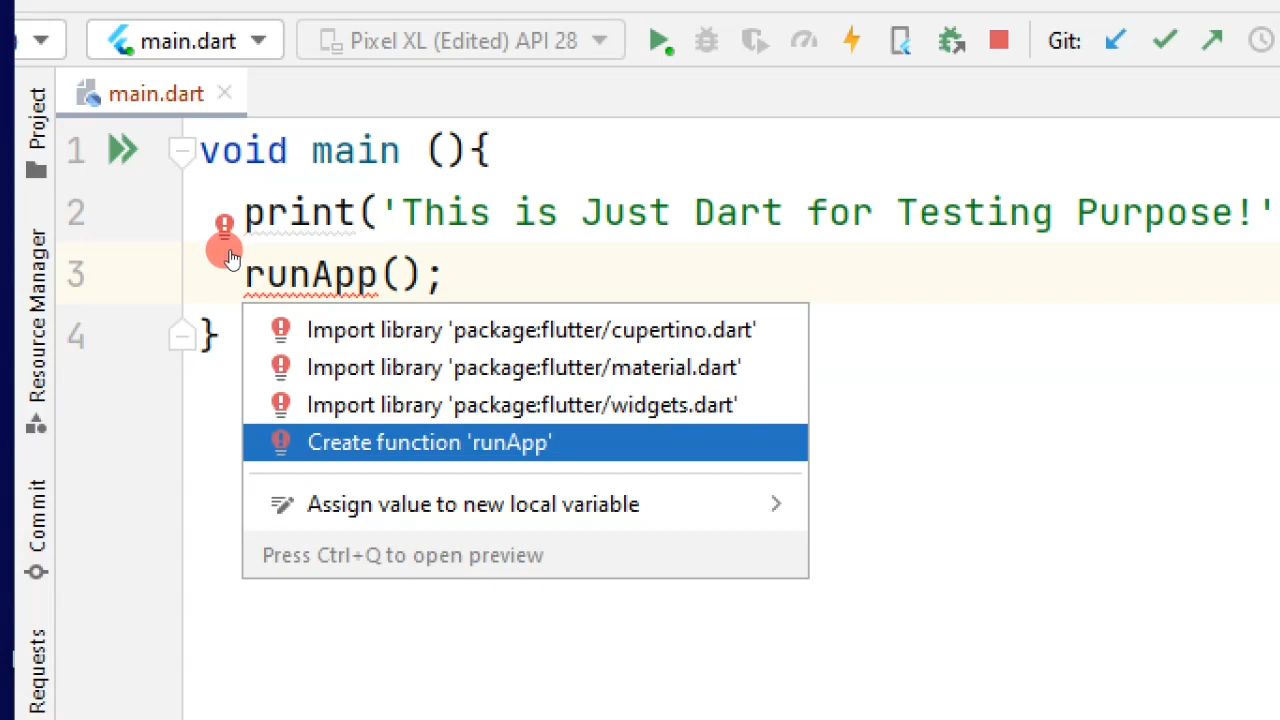 main.dart Pixel XL (Edited) API 28 Git:
main.dart
Project
Resource Manager
Commit
Requests
1 void main (){
2 print('This is Just Dart for Testing Purpose!'
3 runApp();
4 }
Import library 'package:flutter/cupertino.dart'
Import library 'package:flutter/material.dart'
Import library 'package:flutter/widgets.dart'
Create function 'runApp'
Assign value to new local variable
Press Ctrl+Q to open preview